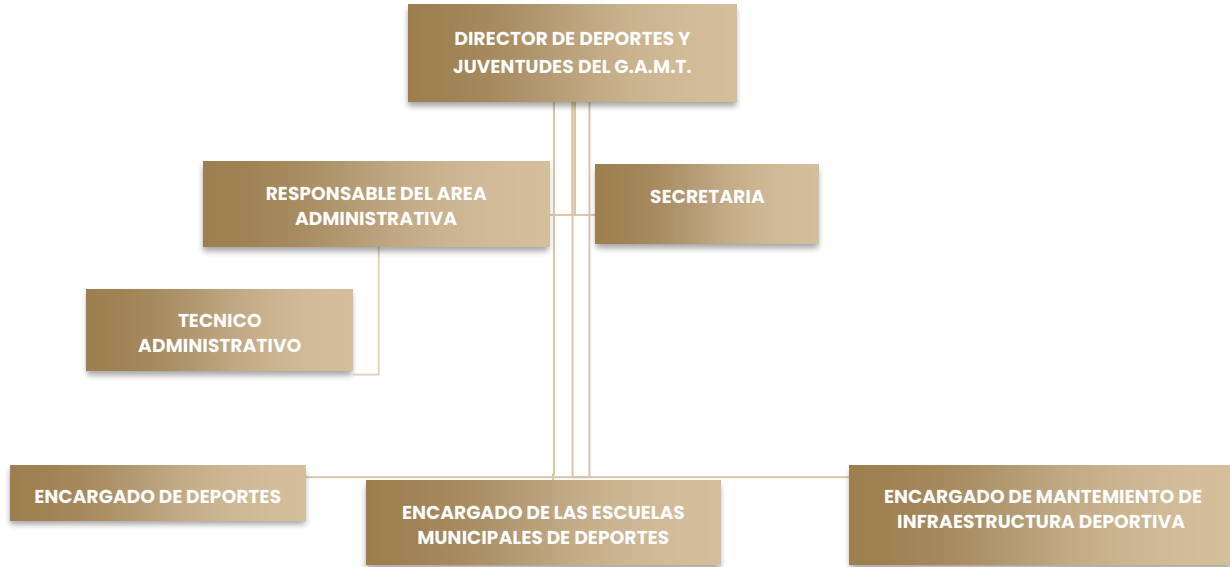 DIRECTOR DE DEPORTES Y
JUVENTUDES DEL G.A.M.T.
RESPONSABLE DEL AREA
ADMINISTRATIVA
SECRETARIA
TECNICO
ADMINISTRATIVO
ENCARGADO DE DEPORTES
ENCARGADO DE LAS ESCUELAS
MUNICIPALES DE DEPORTES
ENCARGADO DE MANTEMIENTO DE
INFRAESTRUCTURA DEPORTIVA